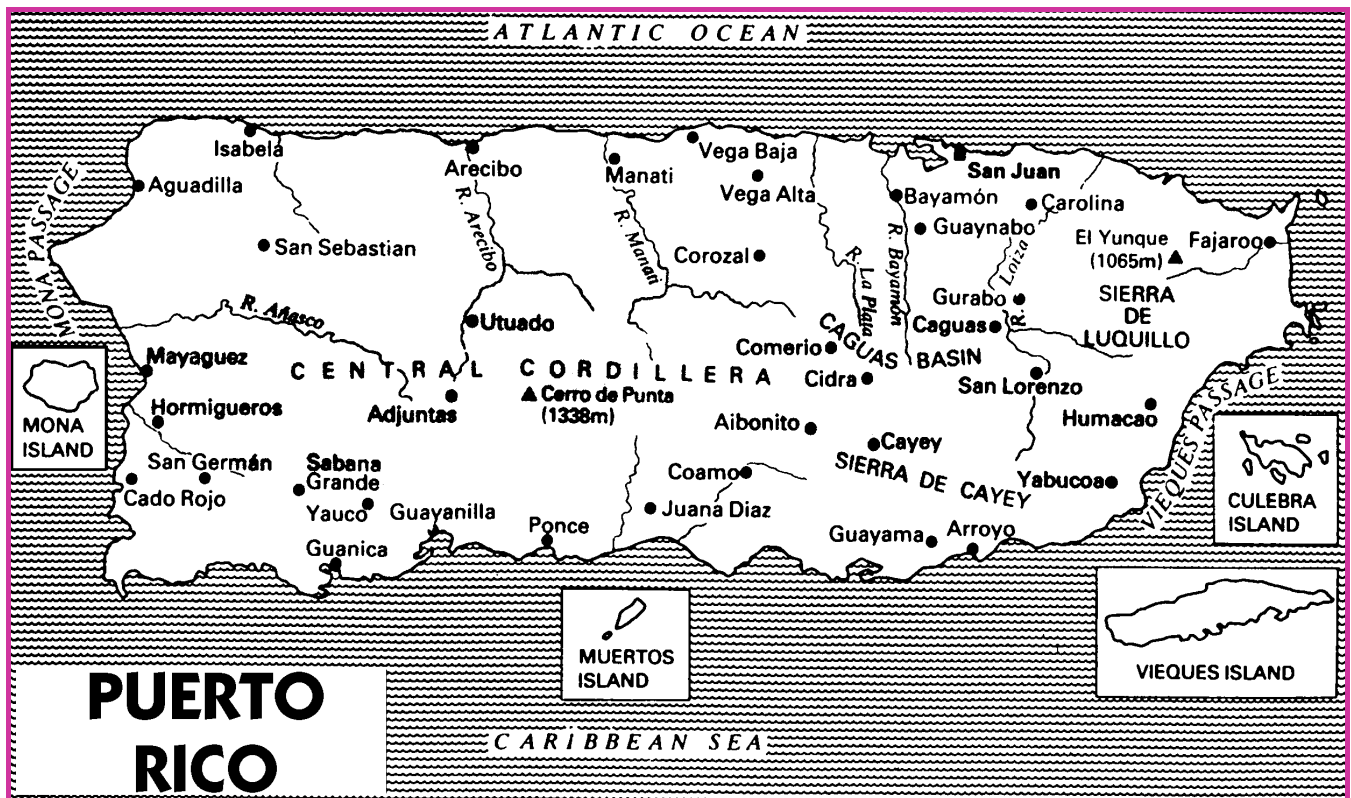 ATLANTIC OCEAN
Isabela
Arecibo
Manati
Vega Baja
San Juan
Aguadilla
Vega Alta
Bayamón
Carolina
MONA PASSAGE
San Sebastian
R. Arecibo
R. Manati
Corozal
R. La Plata
R. Bayamón
Guaynabo
R. Loiza
El Yunque
(1065m)
Fajaroo
R. Añasco
Utuado
Gurabo
SIERRA
DE
LUQUILLO
Caguas
CAGUAS BASIN
Comerio
Mayaguez
CENTRAL CORDILLERA
Cidra
San Lorenzo
VIEQUES PASSAGE
MONA
ISLAND
Hormigueros
Adjuntas
Cerro de Punta
(1338m)
Aibonito
Humacao
Cayey
San Germán
Sabana
Grande
Coamo
SIERRA DE CAYEY
Yabucoa
Cado Rojo
Yauco
Guayanilla
Juana Diaz
CULEBRA
ISLAND
Guanica
Ponce
Guayama
Arroyo
MUERTOS
ISLAND
VIEQUES ISLAND
PUERTO
RICO
CARIBBEAN SEA